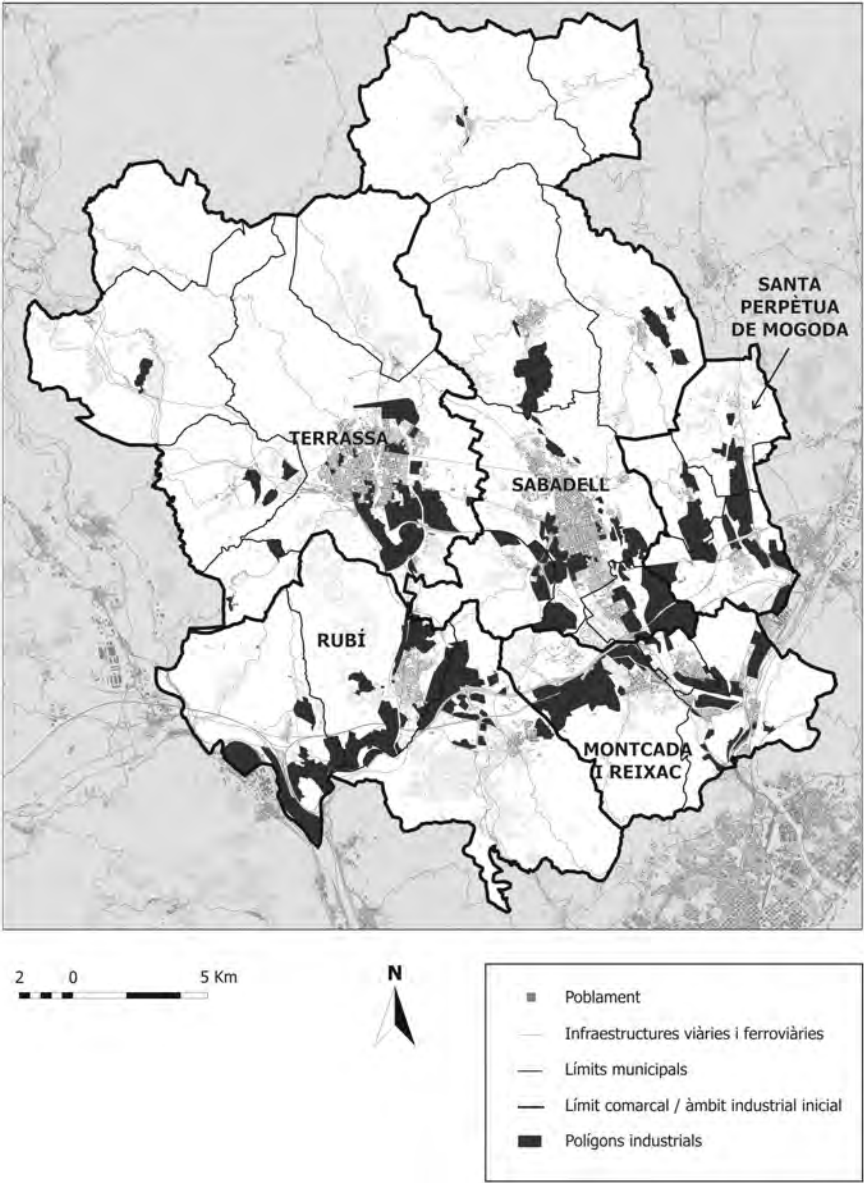 SANTA
PERPÈTUA
DE MOGODA
TERRASSA
SABADELL
RUBÍ
MONTCADA
I REIXAC
2 0 5 Km
N
Poblament
Infraestructures viàries i ferroviàries
Límits municipals
Límit comarcal / àmbit industrial inicial
Polígons industrials